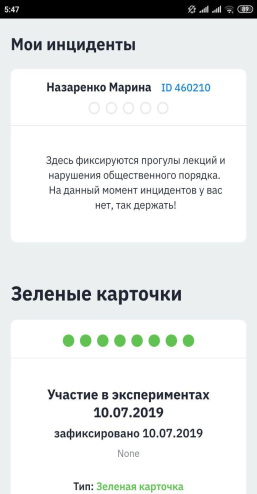 5:47
89
Мои инциденты
Назаренко Марина ID 460210
Здесь фиксируются прогулы лекций и
нарушения общественного порядка.
На данный момент инцидентов у вас
нет, так держать!
Зеленые карточки
Участие в экспериментах
10.07.2019
зафиксировано 10.07.2019
None
Тип: Зеленая карточка